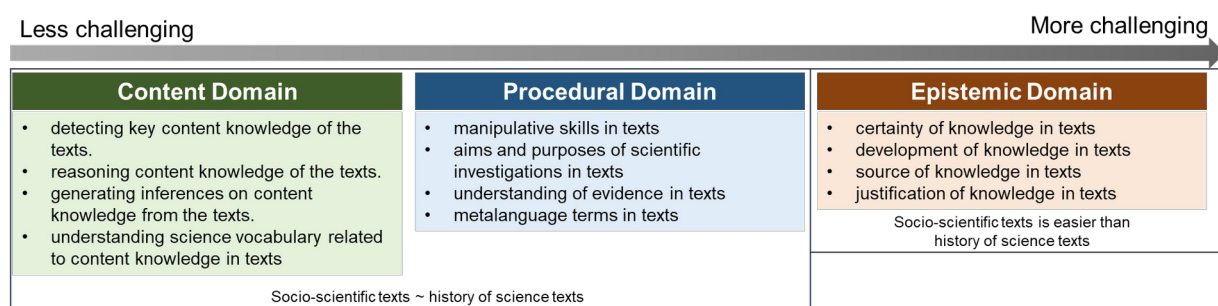 Less challenging
More challenging
Content Domain
• detecting key content knowledge of the
texts.
• reasoning content knowledge of the texts.
• generating inferences on content
knowledge from the texts.
• understanding science vocabulary related
to content knowledge in texts
Procedural Domain
• manipulative skills in texts
• aims and purposes of scientific
investigations in texts
• understanding of evidence in texts
• metalanguage terms in texts
Epistemic Domain
• certainty of knowledge in texts
• development of knowledge in texts
• source of knowledge in texts
• justification of knowledge in texts
Socio-scientific texts is easier than
history of science texts
Socio-scientific texts ~ history of science texts